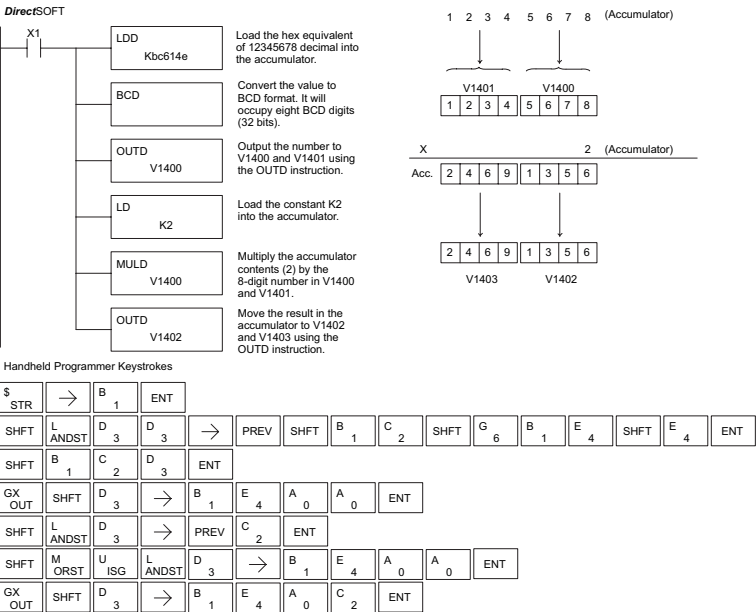 DirectSOFT
X1
LDD
Kbc614e
Load the hex equivalent
of 12345678 decimal into
the accumulator.
BCD
Convert the value to
BCD format. It will
occupy eight BCD digits
(32 bits).
OUTD
V1400
Output the number to
V1400 and V1401 using
the OUTD instruction.
LD
K2
Load the constant K2
into the accumulator.
MULD
V1400
Multiply the accumulator
contents (2) by the
8-digit number in V1400
and V1401.
OUTD
V1402
Move the result in the
accumulator to V1402
and V1403 using the
OUTD instruction.
1 2 3 4 5 6 7 8 (Accumulator)
V1401 V1400
1 2 3 4 5 6 7 8
X 2 (Accumulator)
Acc. 2 4 6 9 1 3 5 6
2 4 6 9 1 3 5 6
V1403 V1402
Handheld Programmer Keystrokes
$ STR → B 1 ENT
SHFT L ANDST D 3 D 3 → PREV SHFT B 1 C 2 SHFT G 6 B 1 E 4 SHFT E 4 ENT
SHFT B 1 C 2 D 3 ENT
GX OUT SHFT D 3 → B 1 E 4 A 0 A 0 ENT
SHFT L ANDST D 3 → PREV C 2 ENT
SHFT M ORST U ISG L ANDST D 3 → B 1 E 4 A 0 A 0 ENT
GX OUT SHFT D 3 → B 1 E 4 A 0 C 2 ENT